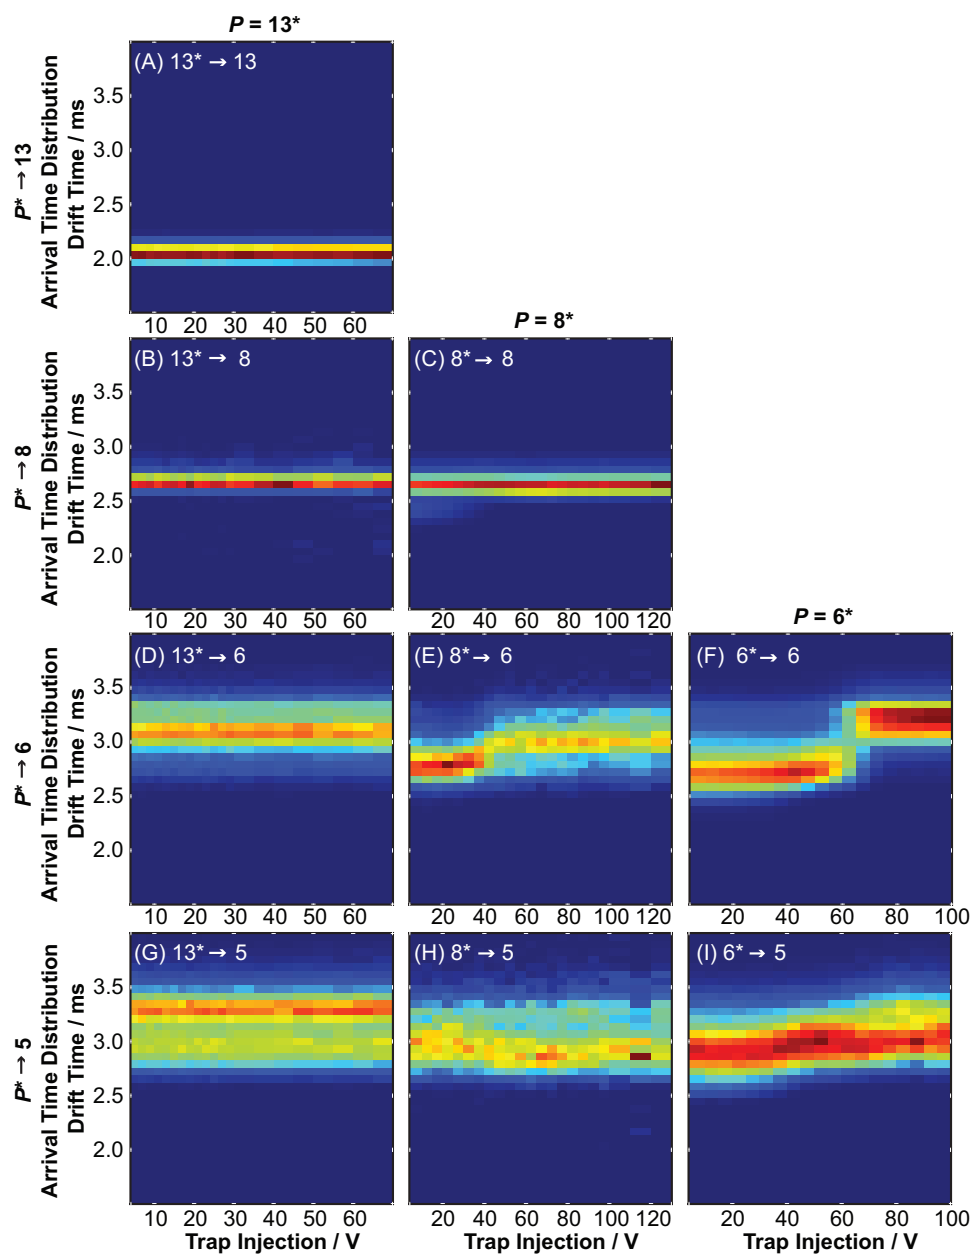 P = 13*
(A) 13* → 13
P* → 13
Arrival Time Distribution
Drift Time / ms
3.5
3.0
2.5
2.0
10 20 30 40 50 60
P = 8*
(B) 13* → 8
(C) 8* → 8
P* → 8
Arrival Time Distribution
Drift Time / ms
3.5
3.0
2.5
2.0
10 20 30 40 50 60
20 40 60 80 100 120
P = 6*
(D) 13* → 6
(E) 8* → 6
(F) 6* → 6
P* → 6
Arrival Time Distribution
Drift Time / ms
3.5
3.0
2.5
2.0
10 20 30 40 50 60
20 40 60 80 100 120
20 40 60 80 100
(G) 13* → 5
(H) 8* → 5
(I) 6* → 5
P* → 5
Arrival Time Distribution
Drift Time / ms
3.5
3.0
2.5
2.0
10 20 30 40 50 60
20 40 60 80 100 120
20 40 60 80 100
Trap Injection / V
Trap Injection / V
Trap Injection / V